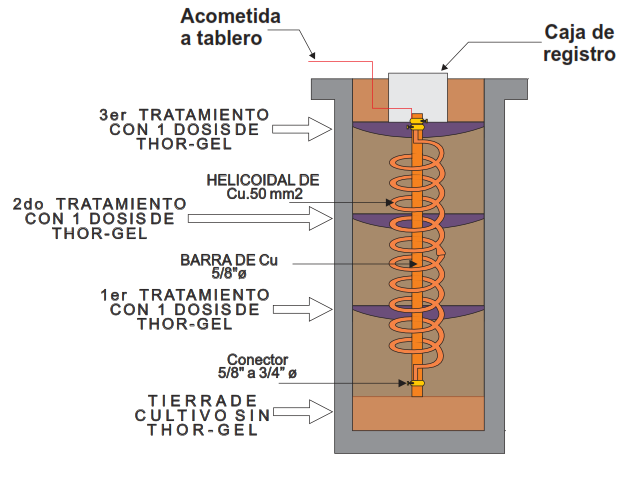 Acometida
a tablero
Caja de
registro
3er TRATAMIENTO
CON 1 DOSIS DE
THOR-GEL
HELICOIDAL DE
Cu.50 mm2
2do TRATAMIENTO
CON 1 DOSIS DE
THOR-GEL
BARRA DE Cu
5/8"ø
1er TRATAMIENTO
CON 1 DOSIS DE
THOR-GEL
Conector
5/8" a 3/4" ø
TIERRA DE
CULTIVO SIN
THOR-GEL